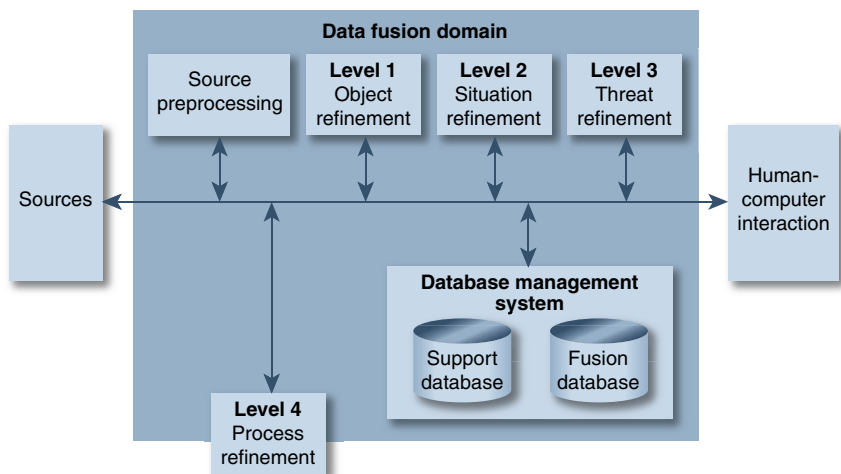 Data fusion domain
Source
preprocessing
Level 1
Object
refinement
Level 2
Situation
refinement
Level 3
Threat
refinement
Sources
Human-
computer
interaction
Database management
system
Support
database
Fusion
database
Level 4
Process
refinement